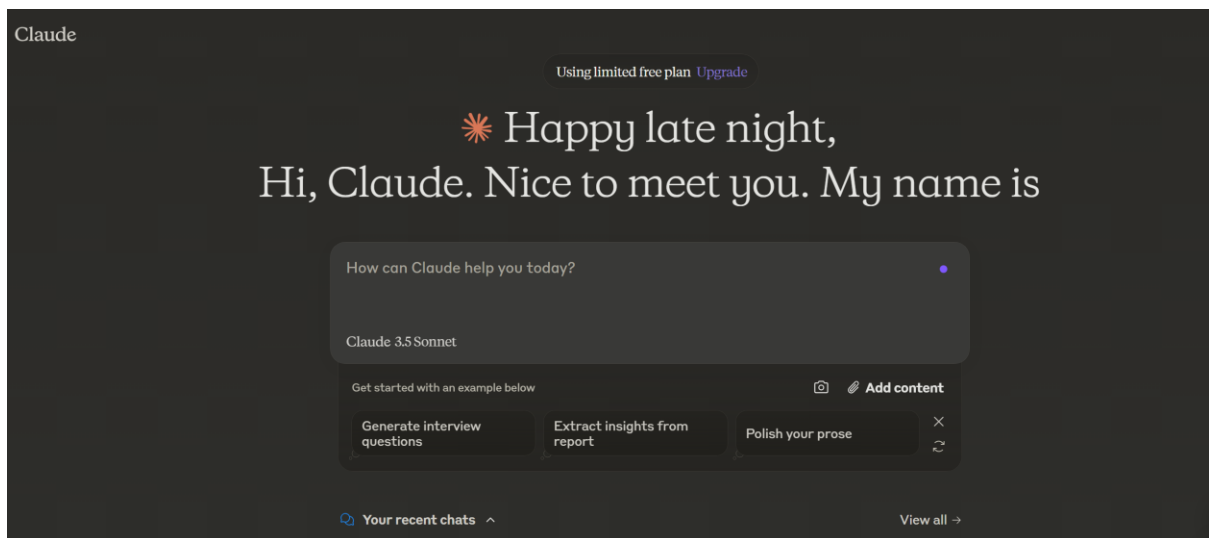 Claude
Using limited free plan Upgrade
Happy late night,
Hi, Claude. Nice to meet you. My name is
How can Claude help you today?
Claude 3.5 Sonnet
Get started with an example below
Add content
Generate interview
questions
Extract insights from
report
Polish your prose
Your recent chats
View all →